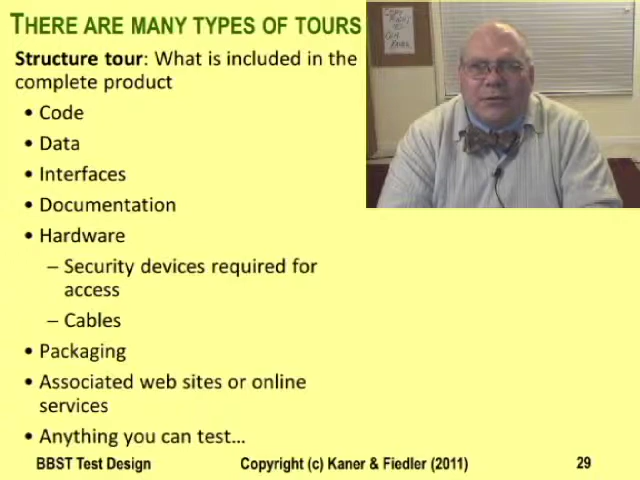 THERE ARE MANY TYPES OF TOURS
Structure tour: What is included in the
complete product
• Code
• Data
• Interfaces
• Documentation
• Hardware
– Security devices required for
access
– Cables
• Packaging
• Associated web sites or online
services
• Anything you can test…
BBST Test Design Copyright (c) Kaner & Fiedler (2011) 29